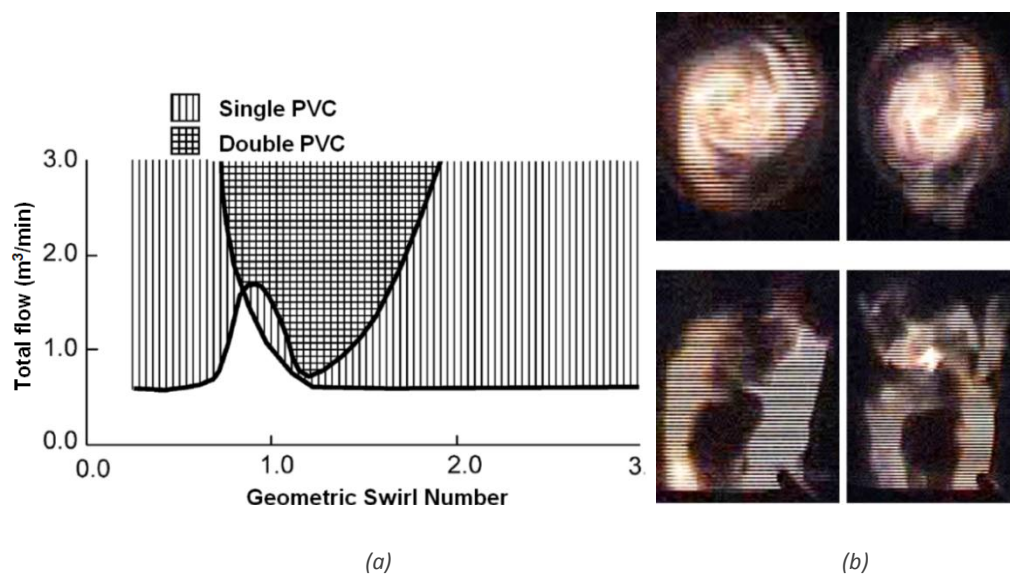 Single PVC
Double PVC
3.0
2.0
1.0
0.0
Total flow (m³/min)
0.0 1.0 2.0 3.
Geometric Swirl Number
(a) (b)